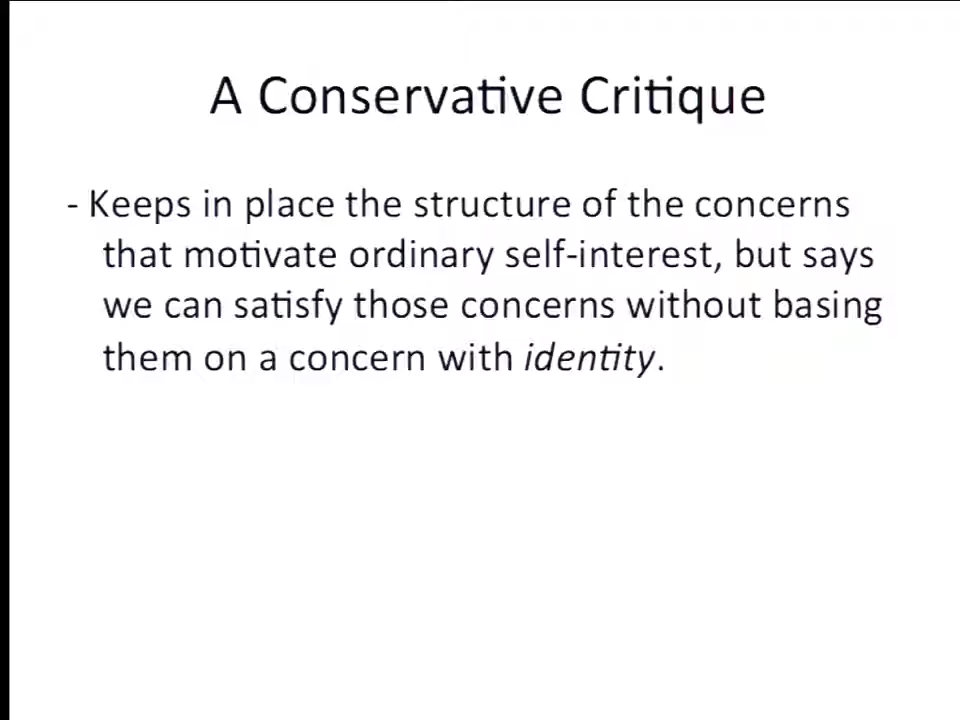 A Conservative Critique
- Keeps in place the structure of the concerns
that motivate ordinary self-interest, but says
we can satisfy those concerns without basing
them on a concern with identity.